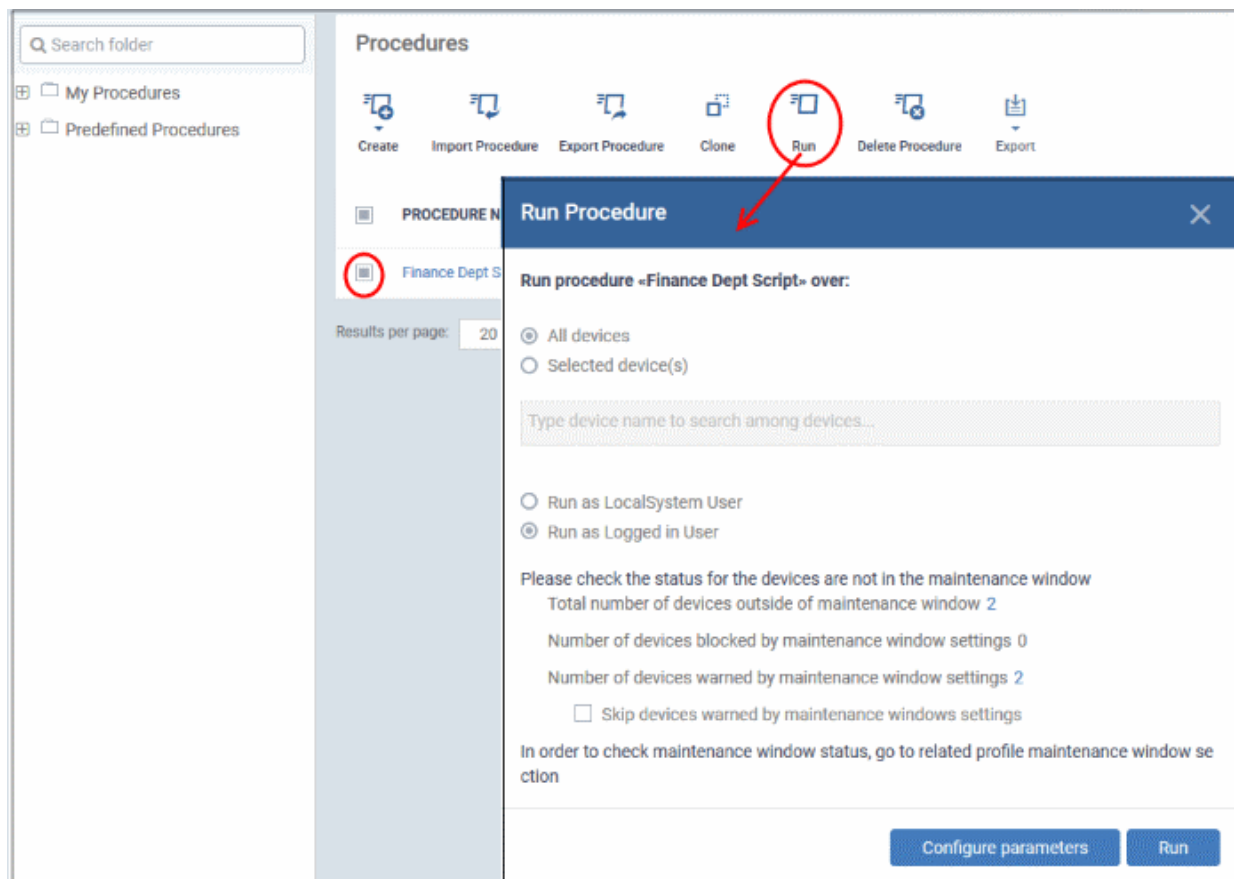 Search folder
My Procedures
Predefined Procedures
Procedures
Create
Import Procedure
Export Procedure
Clone
Run
Delete Procedure
Export
PROCEDURE N
Finance Dept S
Results per page: 20
Run Procedure
Run procedure «Finance Dept Script» over:
All devices
Selected device(s)
Type device name to search among devices...
Run as LocalSystem User
Run as Logged in User
Please check the status for the devices are not in the maintenance window
Total number of devices outside of maintenance window 2
Number of devices blocked by maintenance window settings 0
Number of devices warned by maintenance window settings 2
Skip devices warned by maintenance windows settings
In order to check maintenance window status, go to related profile maintenance window se
ction
Configure parameters
Run